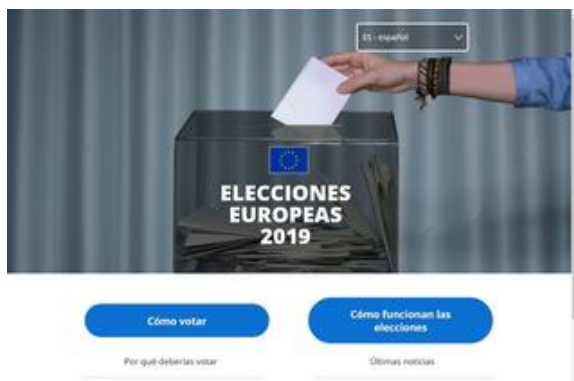 ES - español
ELECCIONES
EUROPEAS
2019
Cómo votar
Cómo funcionan las
elecciones
Por qué deberías votar
Últimas noticias